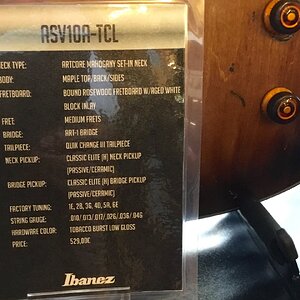 ASV10A-TCL
NECK TYPE: ARTCORE MAHOGANY SET-IN NECK
BODY: MAPLE TOP/BACK/SIDES
FRETBOARD: BOUND ROSEWOOD FRETBOARD W/AGED WHITE
BLOCK INLAY
FRET: MEDIUM FRETS
BRIDGE: ART-1 BRIDGE
TAILPIECE: QUIK CHANGE III TAILPIECE
NECK PICKUP: CLASSIC ELITE [N] NECK PICKUP
(PASSIVE/CERAMIC)
BRIDGE PICKUP: CLASSIC ELITE [N] BRIDGE PICKUP
(PASSIVE/CERAMIC)
FACTORY TUNING: 1E, 2B, 3G, 4D, 5A, 6E
STRING GAUGE: .010/.013/.017/.026/.036/.046
HARDWARE COLOR: TOBACCO BURST LOW GLOSS
PRICE: 529,00€
Ibanez